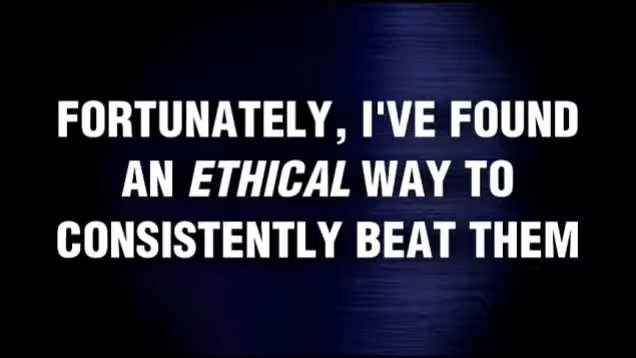 FORTUNATELY, I'VE FOUND
AN ETHICAL WAY TO
CONSISTENTLY BEAT THEM